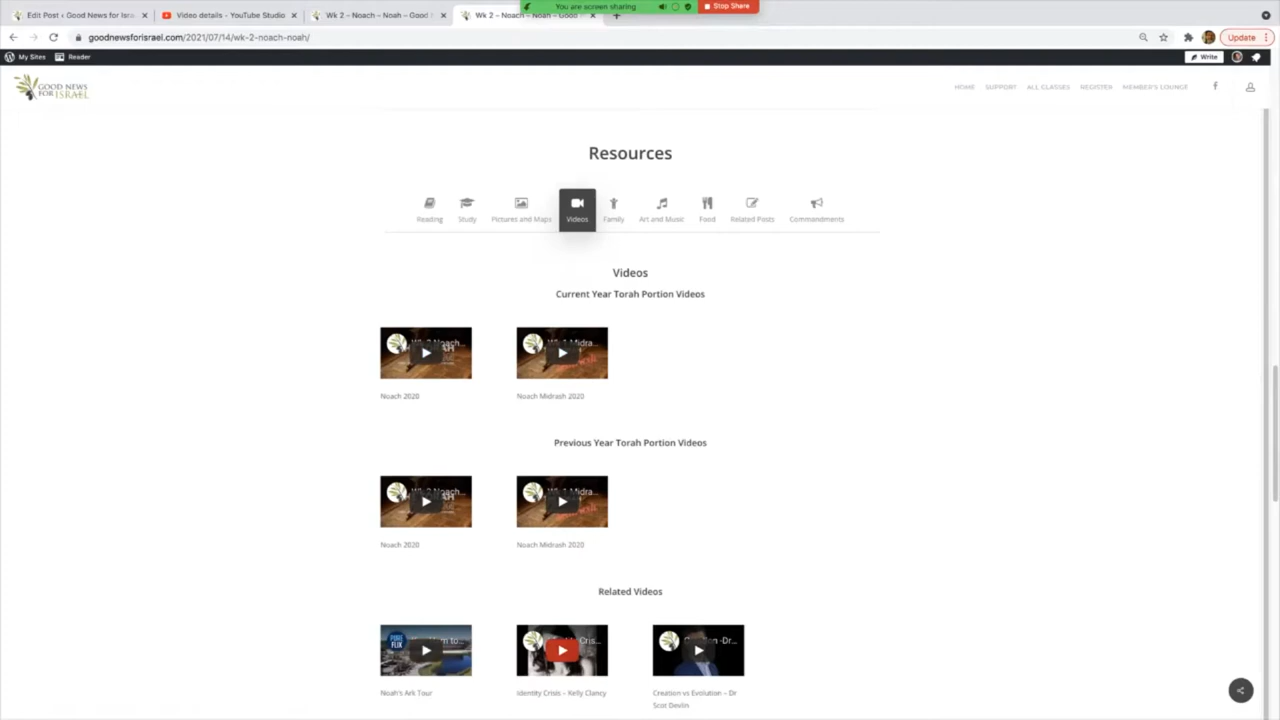 You are screen sharing Stop Share
Edit Post ‹ Good News for Isra Video details - YouTube Studio Wk 2 – Noach – Noah – Good Wk 2 – Noach – Noah – Good
goodnewsforisrael.com/2021/07/14/wk-2-noach-noah/ Update
My Sites Reader Write
GOOD NEWS
FOR ISRAEL
HOME SUPPORT ALL CLASSES REGISTER MEMBER'S LOUNGE
Resources
Reading Study Pictures and Maps Videos Family Art and Music Food Related Posts Commandments
Videos
Current Year Torah Portion Videos
Noach 2020 Noach Midrash 2020
Previous Year Torah Portion Videos
Noach 2020 Noach Midrash 2020
Related Videos
PURE
FLIX
Noah's Ark Tour Identity Crisis – Kelly Clancy Creation vs Evolution – Dr
Scot Devlin